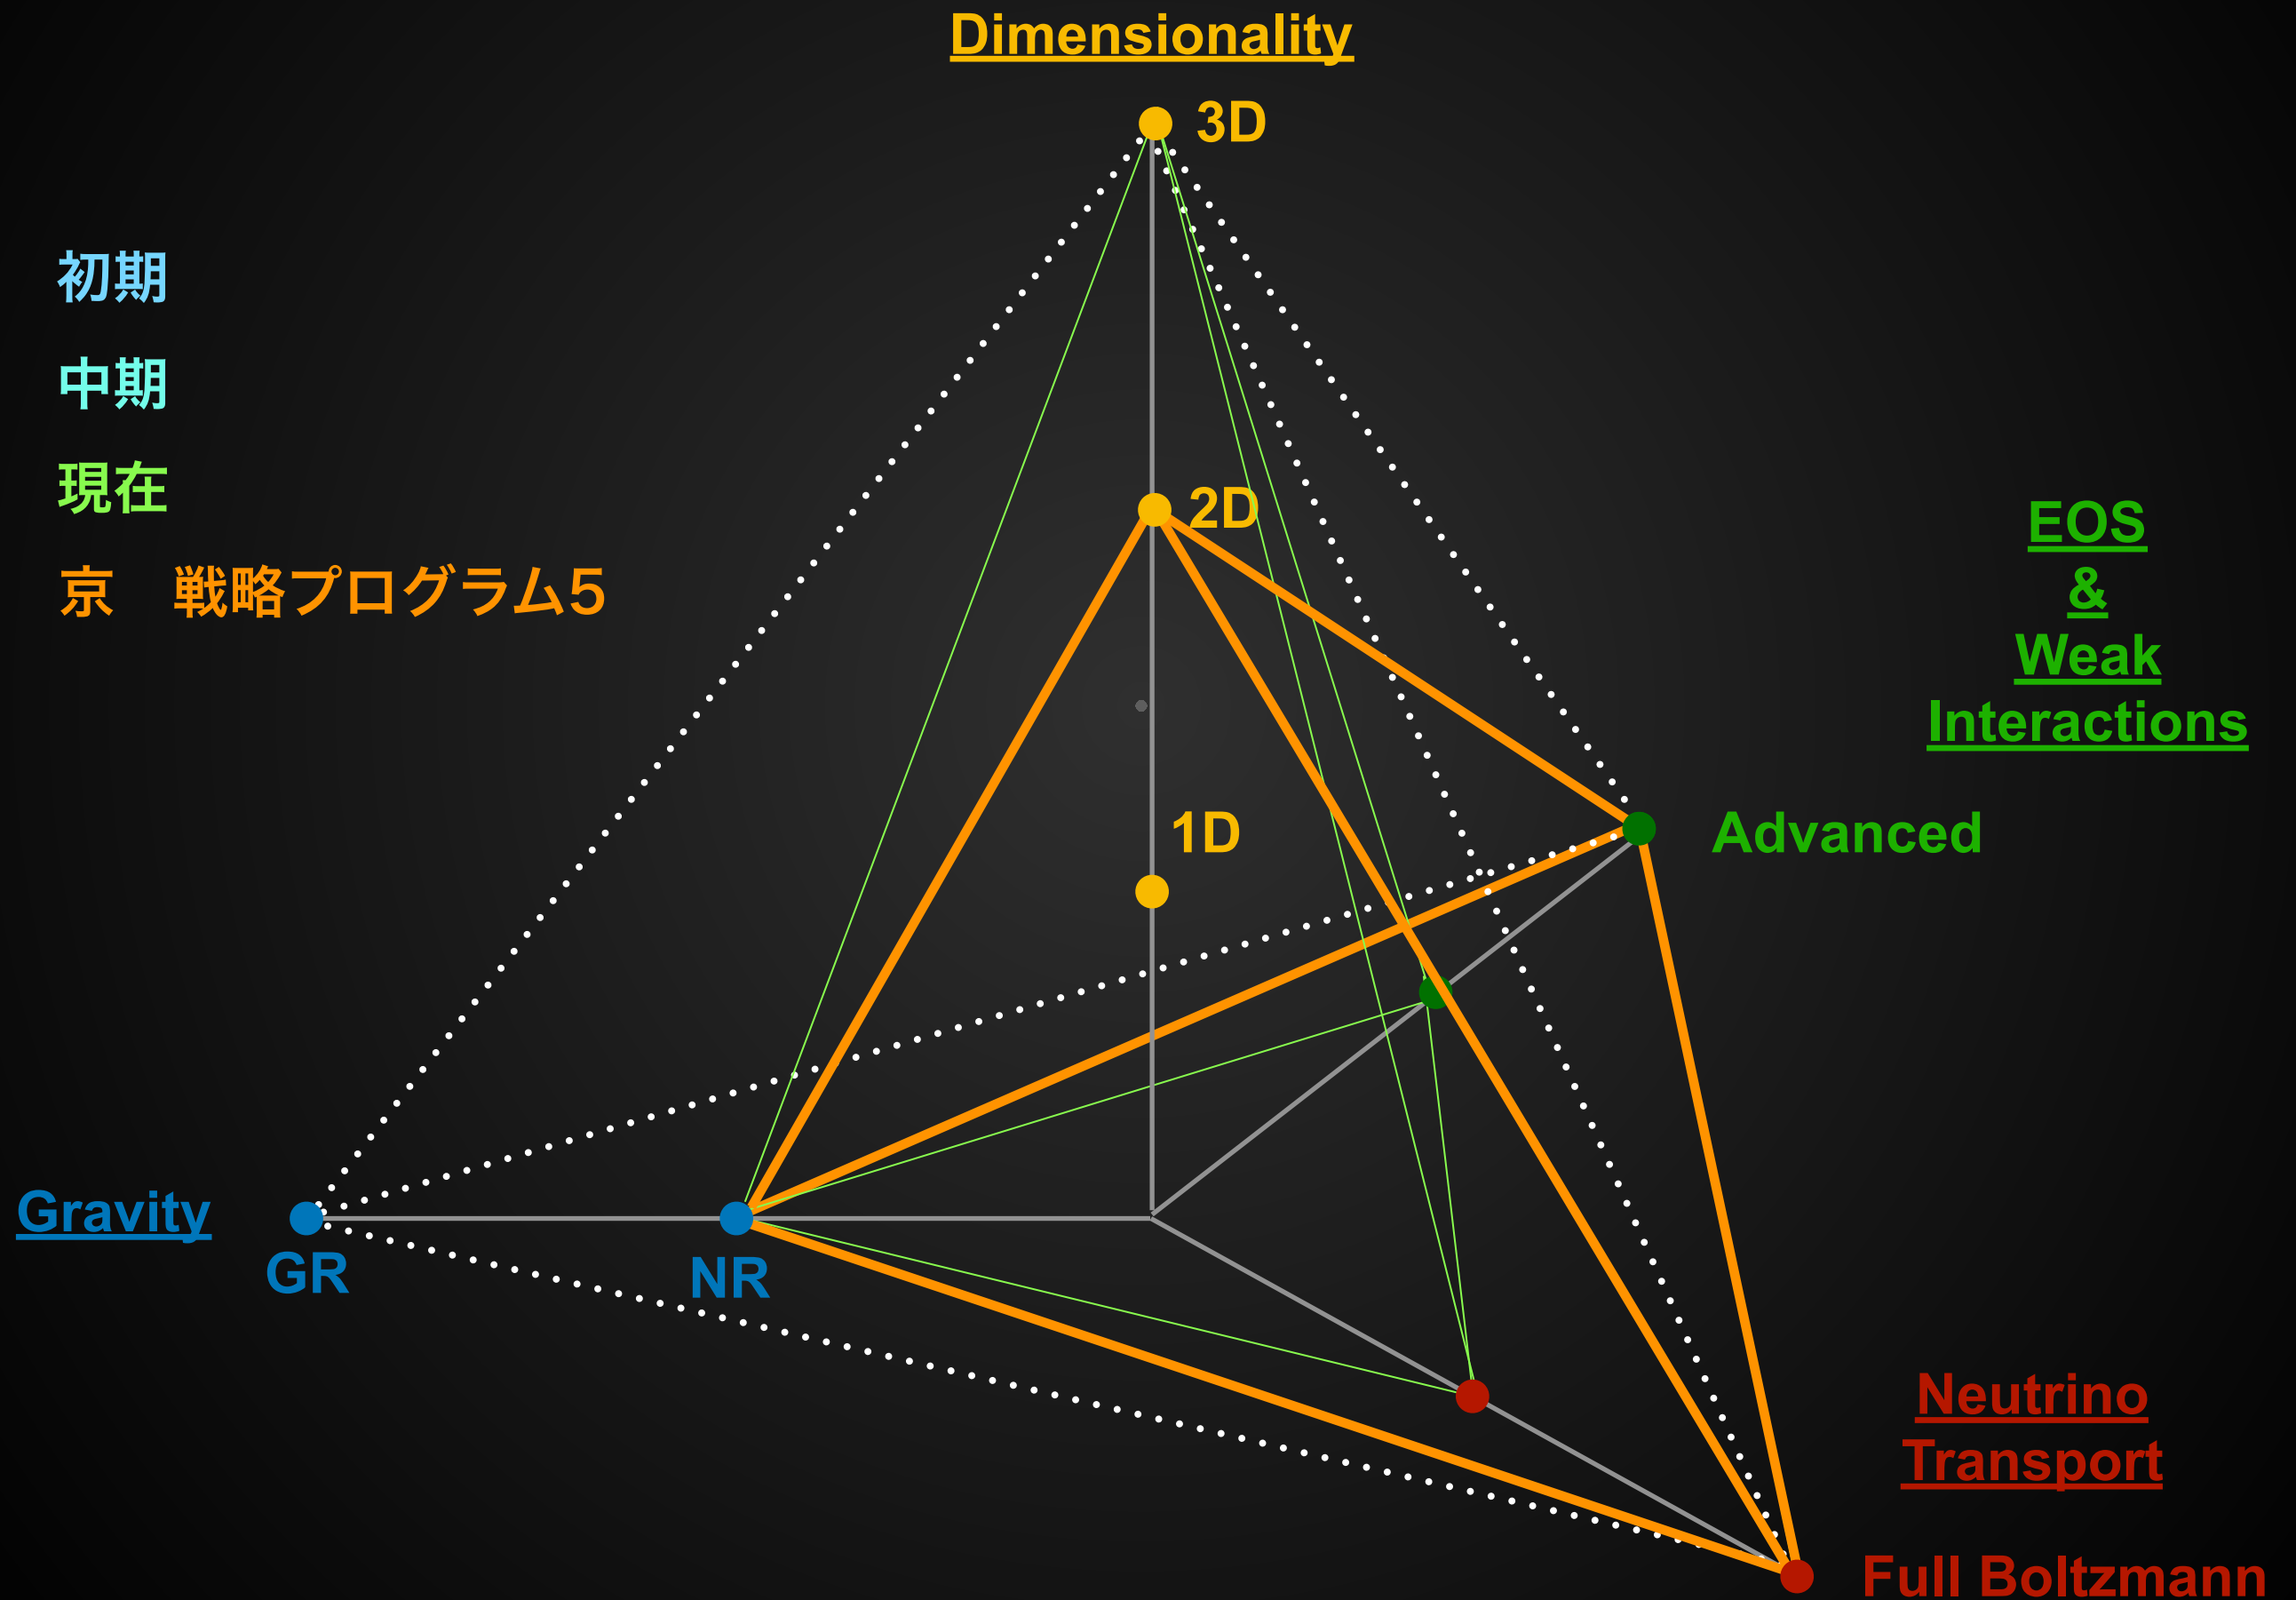 Dimensionality
3D
初期
中期
現在
京　戦略プログラム5
2D
EOS
&
Weak
Interactions
1D
Advanced
Gravity
GR
NR
Neutrino
Transport
Full Boltzmann